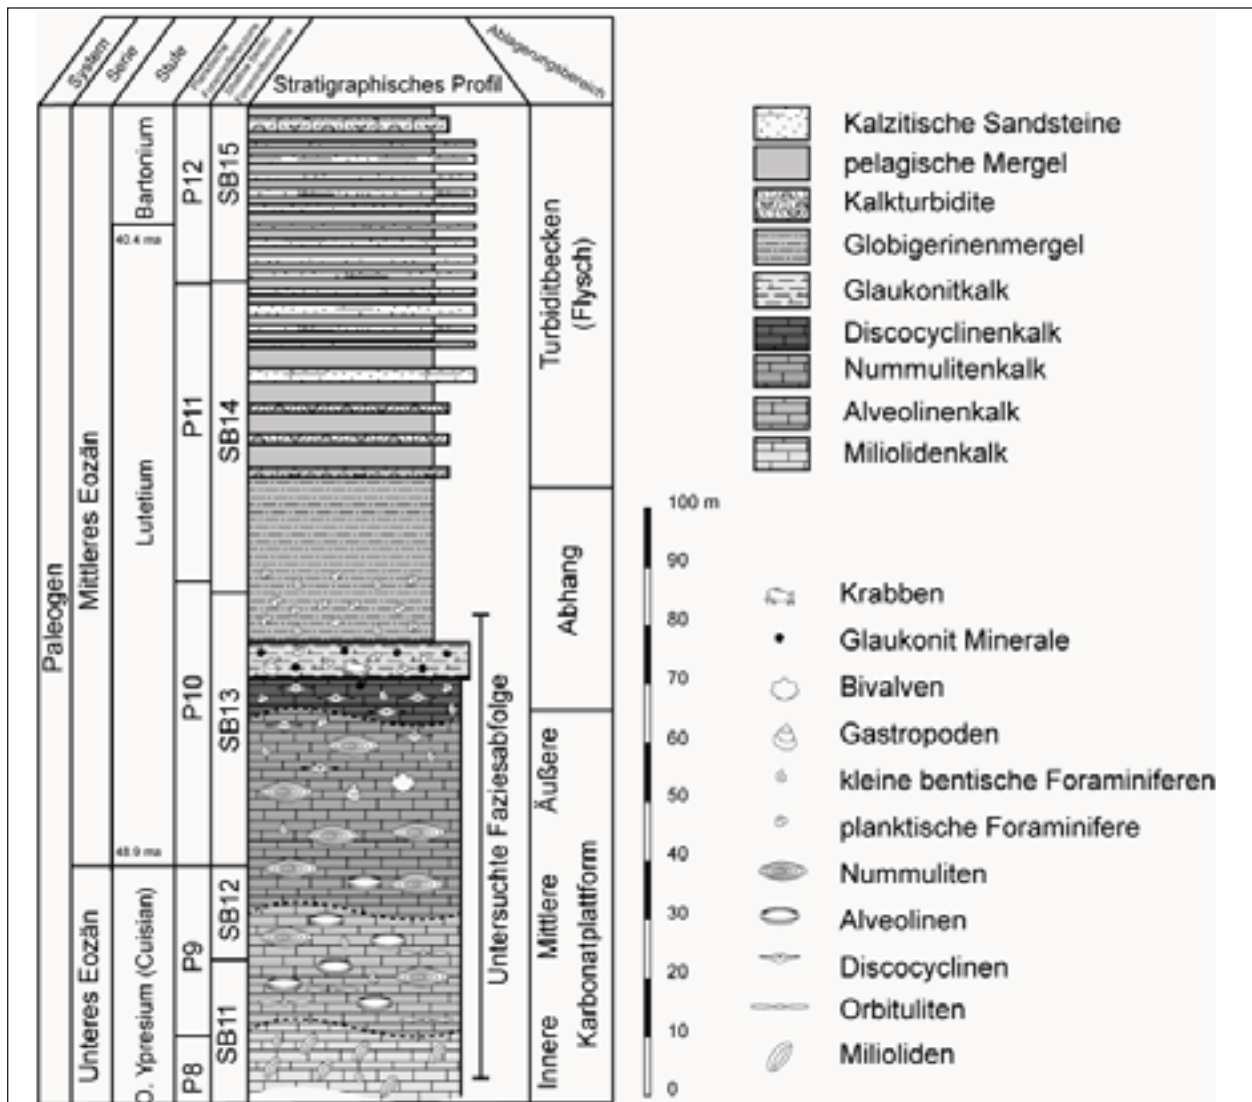 System
Serie
Stufe
Planktische
Foraminiferenzone
Foraminiferenzone
Stratigraphisches Profil
Ablagerungsbereich
Paleogen
Mittleres Eozän
Unteres Eozän
Bartonium
40.4 ma
Lutetium
48.9 ma
O. Ypresium (Cuisian)
P12
P11
P10
P9
P8
SB15
SB14
SB13
SB12
SB11
Untersuchte Faziesabfolge
Turbiditbecken
(Flysch)
Abhang
Äußere
Mittlere
Innere
Karbonatplattform
100 m
90
80
70
60
50
40
30
20
10
0
Kalzitische Sandsteine
pelagische Mergel
Kalkturbidite
Globigerinenmergel
Glaukonitkalk
Discocyclinenkalk
Nummulitenkalk
Alveolinenkalk
Miliolidenkalk
Krabben
Glaukonit Minerale
Bivalven
Gastropoden
kleine bentische Foraminiferen
planktische Foraminifere
Nummuliten
Alveolinen
Discocyclinen
Orbituliten
Milioliden